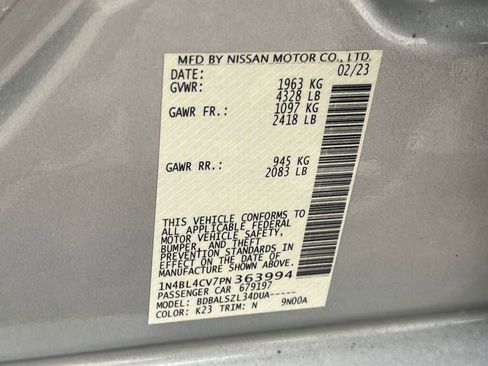 MFD BY NISSAN MOTOR CO., LTD.
DATE: 02/23
GVWR: 1963 KG
4328 LB
GAWR FR.: 1097 KG
2418 LB
GAWR RR.: 945 KG
2083 LB
THIS VEHICLE CONFORMS TO
ALL APPLICABLE FEDERAL
MOTOR VEHICLE SAFETY,
BUMPER, AND THEFT
PREVENTION STANDARDS IN
EFFECT ON THE DATE OF
MANUFACTURE SHOWN ABOVE.
1N4BL4CV7PN363994
PASSENGER CAR 679197
MODEL: BDBALSZL34DUA-----
COLOR: K23 TRIM: N 9N00A